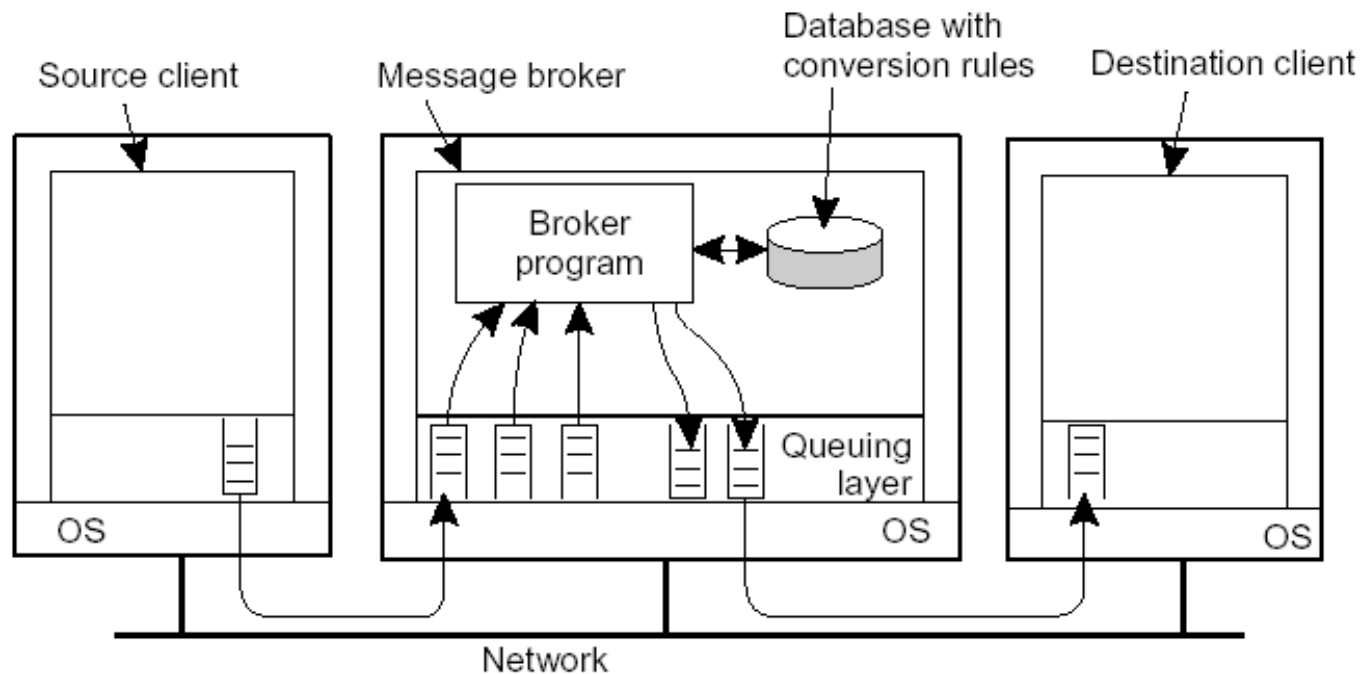 Source client
Message broker
Database with
conversion rules
Destination client
Broker
program
Queuing
layer
OS
OS
OS
Network